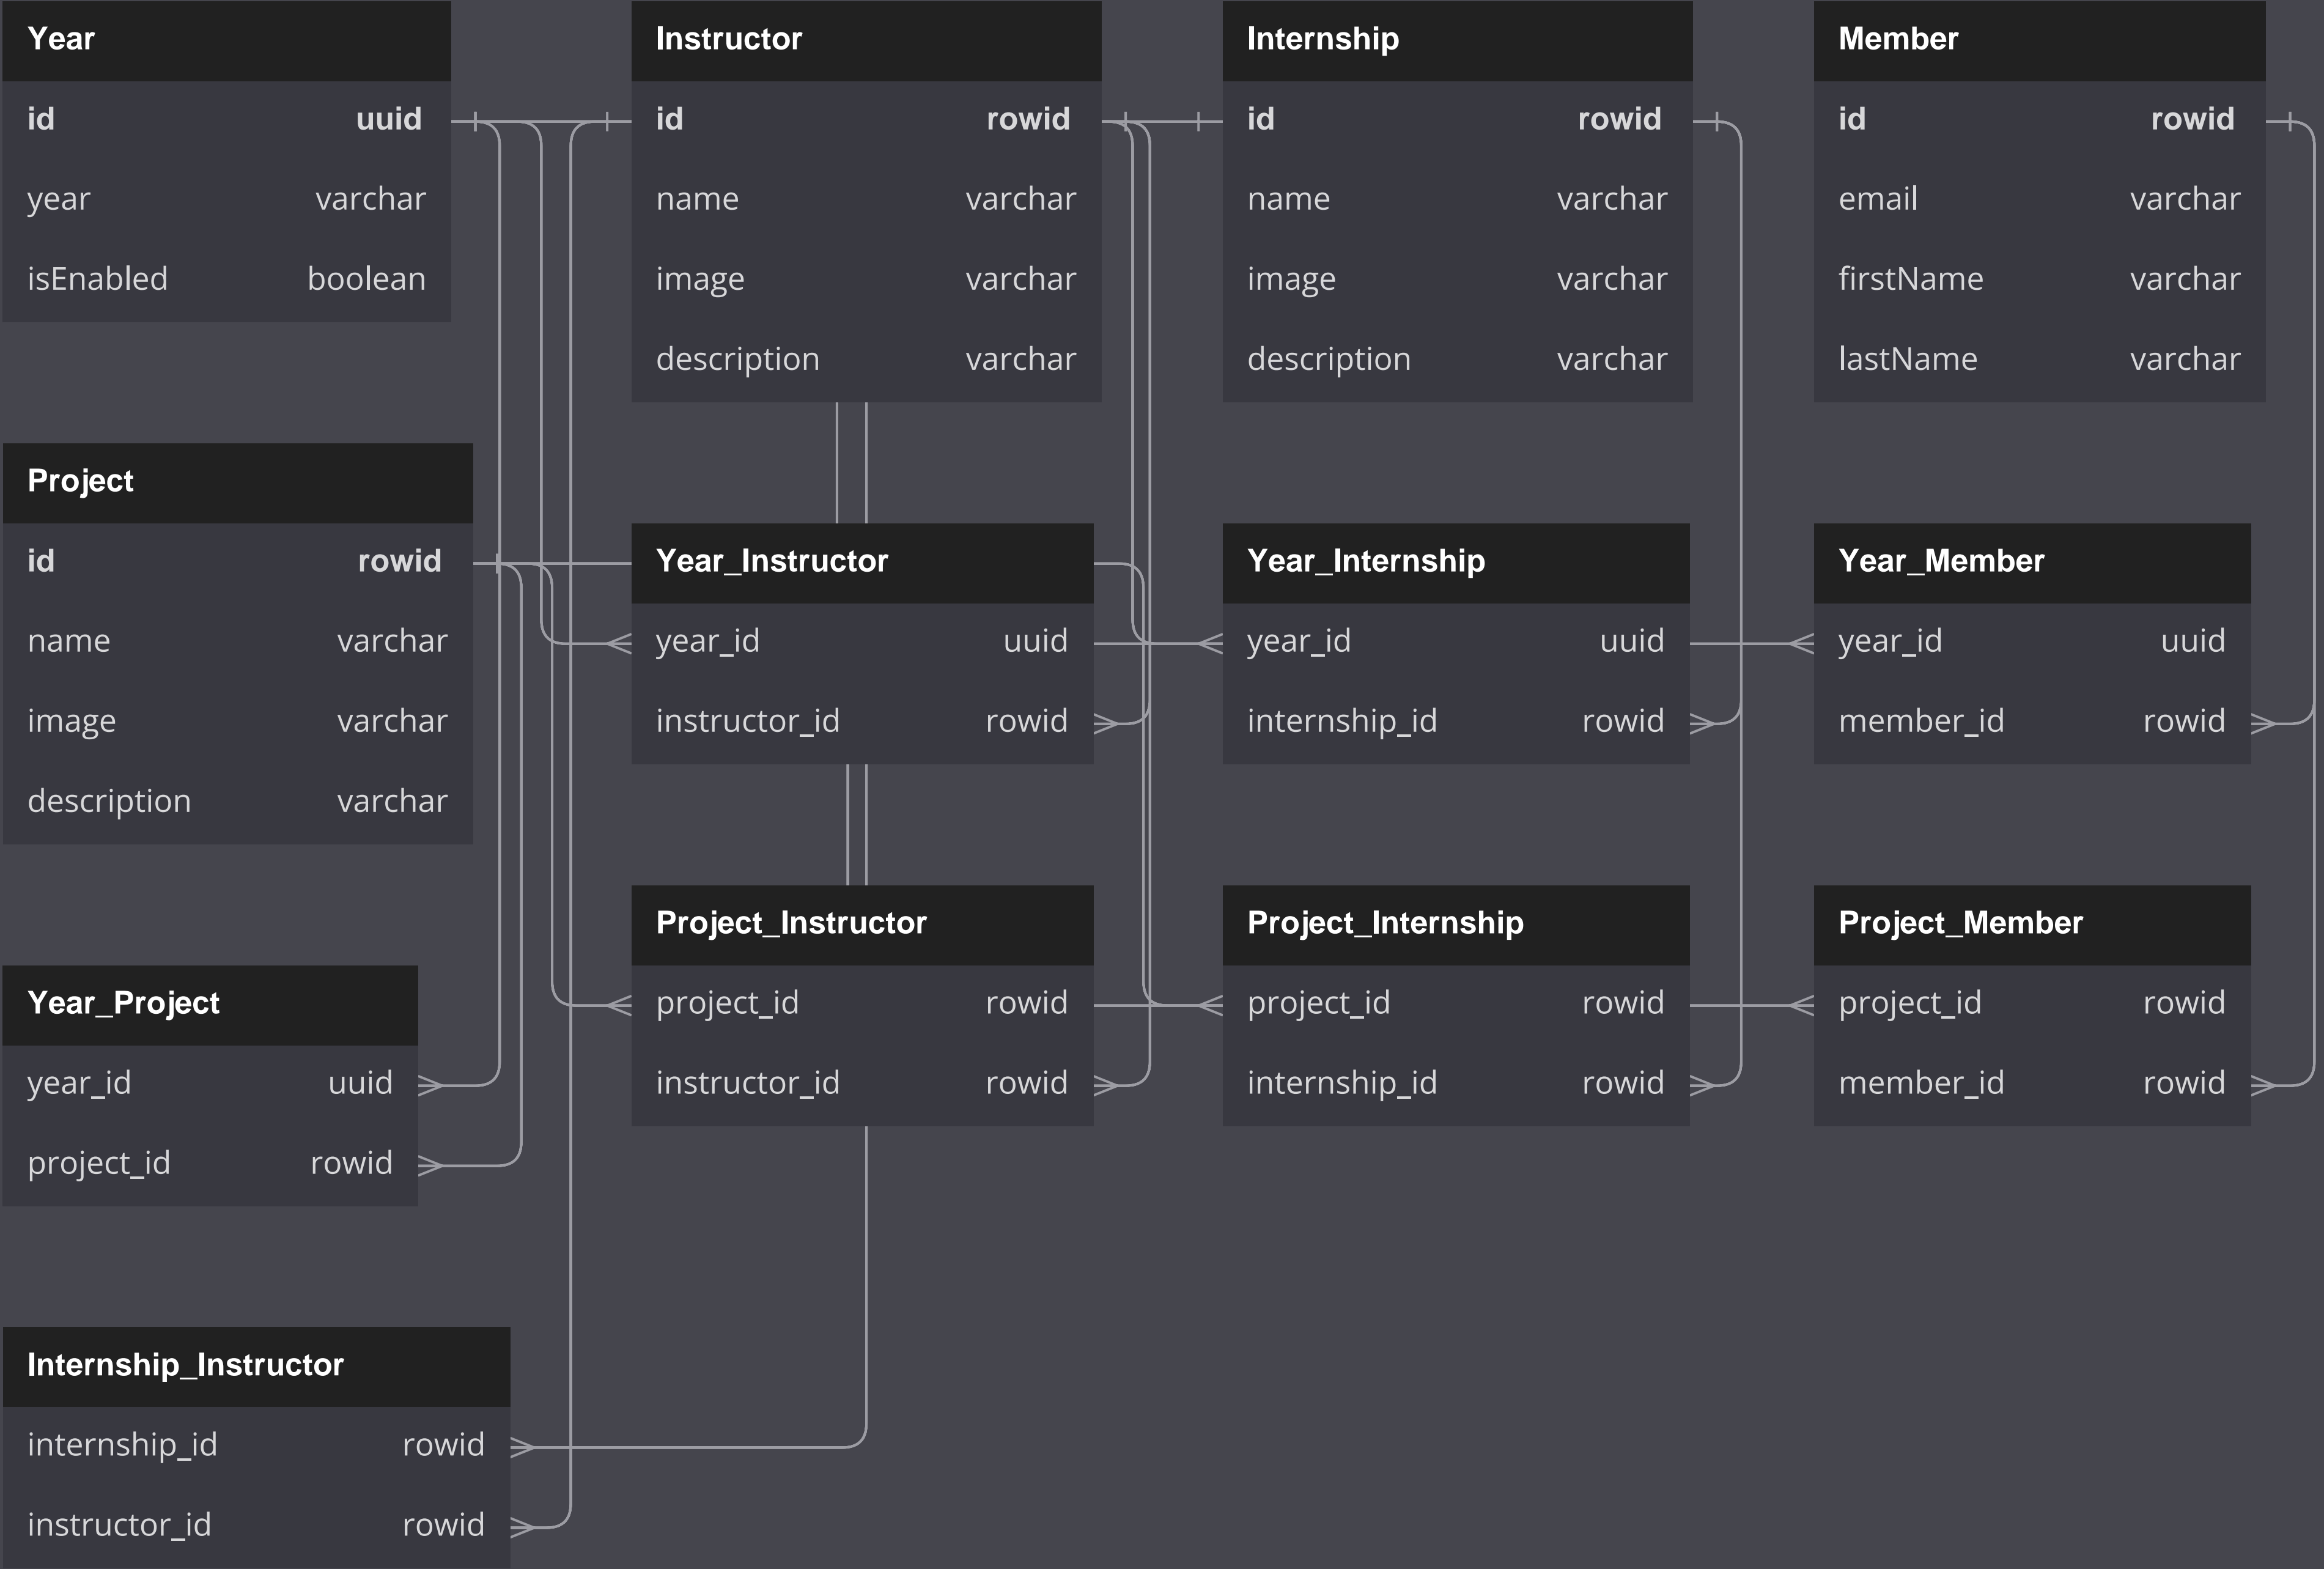 Year
id uuid
year varchar
isEnabled boolean
Instructor
id rowid
name varchar
image varchar
description varchar
Internship
id rowid
name varchar
image varchar
description varchar
Member
id rowid
email varchar
firstName varchar
lastName varchar
Project
id rowid
name varchar
image varchar
description varchar
Year_Instructor
year_id uuid
instructor_id rowid
Year_Internship
year_id uuid
internship_id rowid
Year_Member
year_id uuid
member_id rowid
Year_Project
year_id uuid
project_id rowid
Project_Instructor
project_id rowid
instructor_id rowid
Project_Internship
project_id rowid
internship_id rowid
Project_Member
project_id rowid
member_id rowid
Internship_Instructor
internship_id rowid
instructor_id rowid